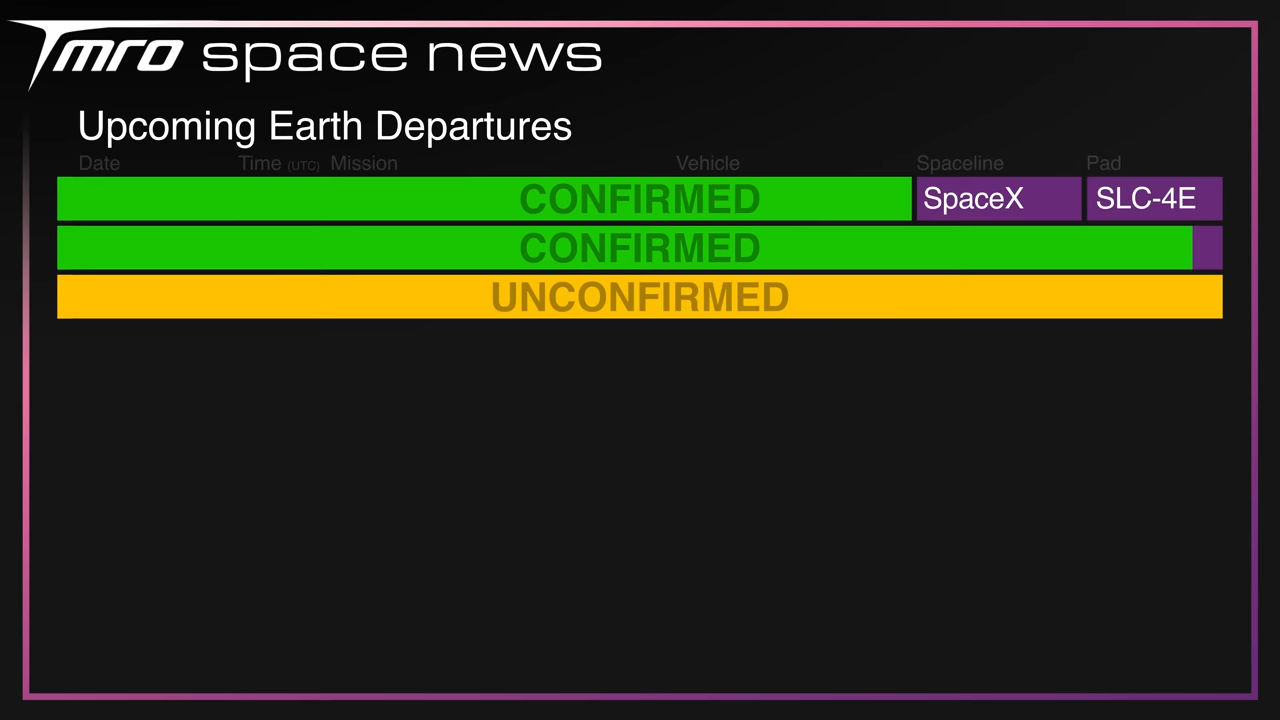 TMRO space news
Upcoming Earth Departures
Date Time (UTC) Mission Vehicle Spaceline Pad
CONFIRMED SpaceX SLC-4E
CONFIRMED
UNCONFIRMED